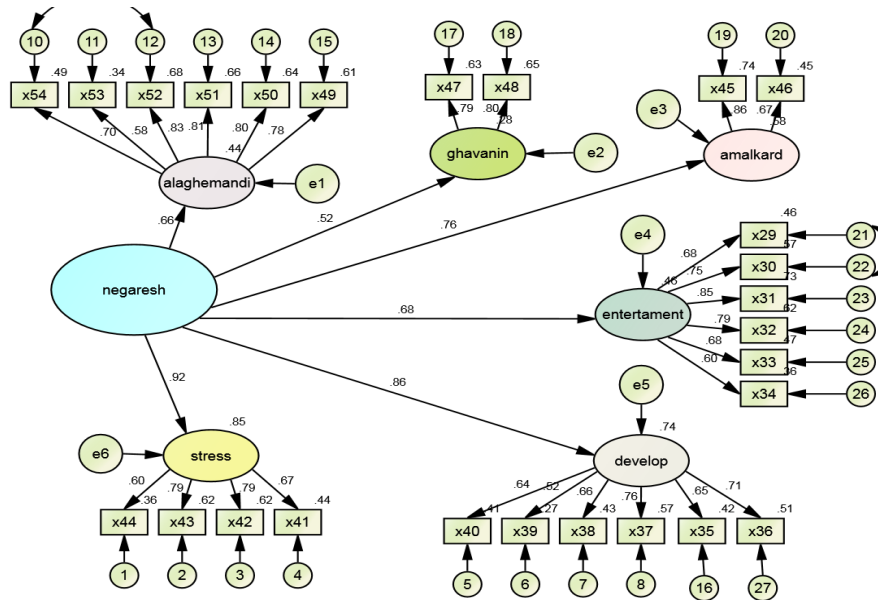 10 11 12 13 14 15 17 18 19 20
.49 .34 .68 .66 .64 .61 .63 .65 .74 .45
x54 x53 x52 x51 x50 x49 x47 x48 x45 x46
.70 .58 .83 .81 .80 .78 .79 .80 .86 .67
.44 .28 .58
alaghemandi e1 ghavanin e2 e3 amalkard
.66 .52 .76
negaresh
e4
.46
.68 x29 21
.57
.75 x30 22
.46 .73
.85 x31 23
entertament
.62
.79 x32 24
.68
.47
.68 x33 25
.36
.60 x34 26
.92 .86
e5
.85 .74
e6 stress develop
.60 .79 .79 .67 .64 .52 .66 .76 .65 .71
.36 .62 .62 .44 .41 .27 .43 .57 .42 .51
x44 x43 x42 x41 x40 x39 x38 x37 x35 x36
1 2 3 4 5 6 7 8 16 27